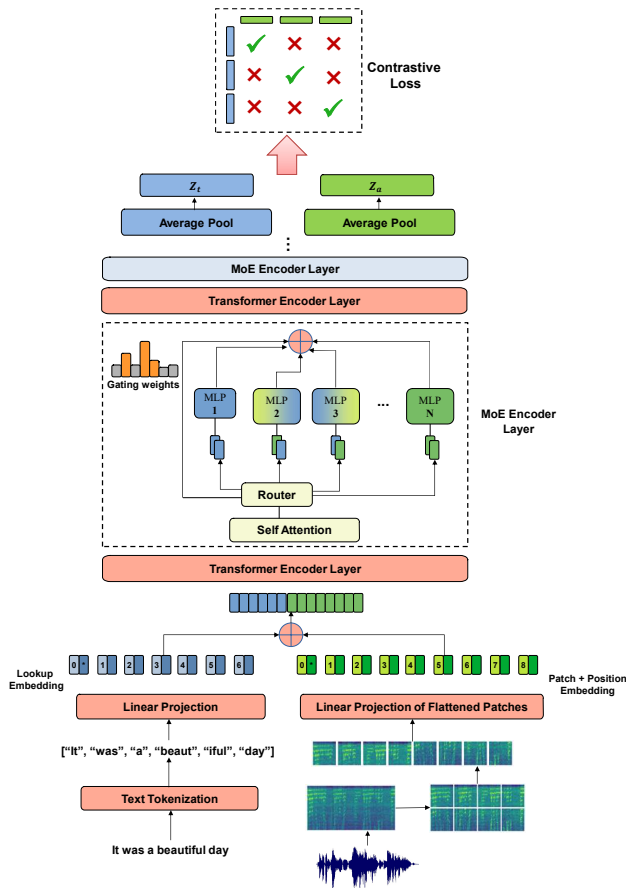 Contrastive
Loss
Z_t
Z_a
Average Pool
Average Pool
⋮
MoE Encoder Layer
Transformer Encoder Layer
Gating weights
MLP
1
MLP
2
MLP
3
...
MLP
N
MoE Encoder
Layer
Router
Self Attention
Transformer Encoder Layer
Lookup
Embedding
0 * 1 2 3 4 5 6
0 * 1 2 3 4 5 6 7 8
Patch + Position
Embedding
Linear Projection
Linear Projection of Flattened Patches
["It", "was", "a", "beaut", "iful", "day"]
Text Tokenization
It was a beautiful day